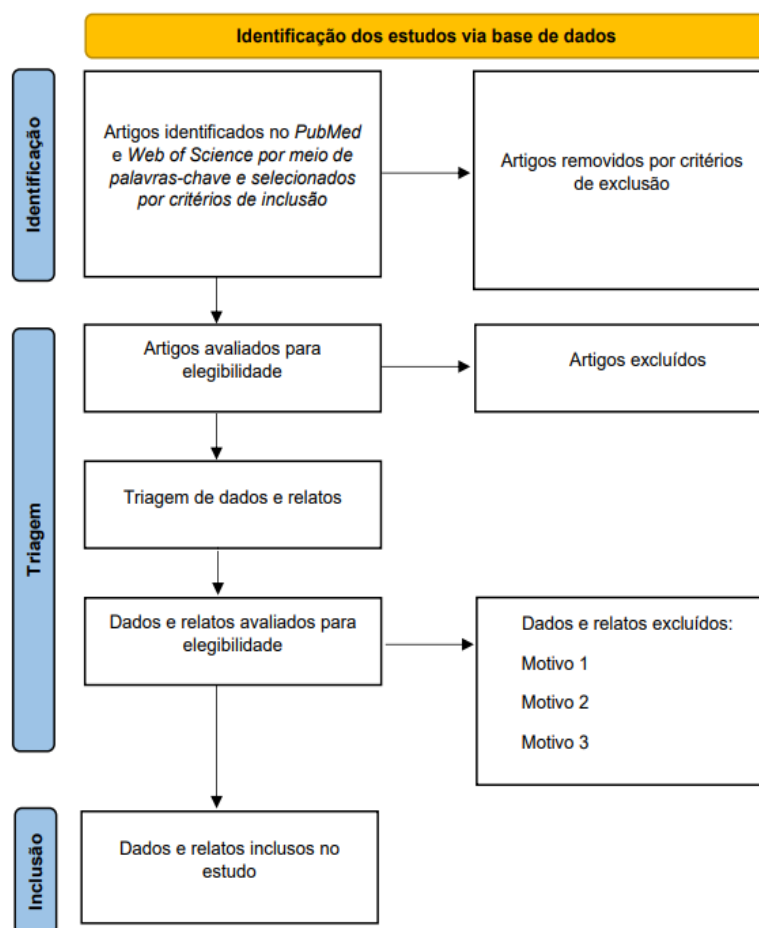 Identificação dos estudos via base de dados
Identificação
Artigos identificados no PubMed
e Web of Science por meio de
palavras-chave e selecionados
por critérios de inclusão
Artigos removidos por critérios
de exclusão
Triagem
Artigos avaliados para
elegibilidade
Artigos excluídos
Triagem de dados e relatos
Dados e relatos avaliados para
elegibilidade
Dados e relatos excluídos:
Motivo 1
Motivo 2
Motivo 3
Inclusão
Dados e relatos inclusos no
estudo